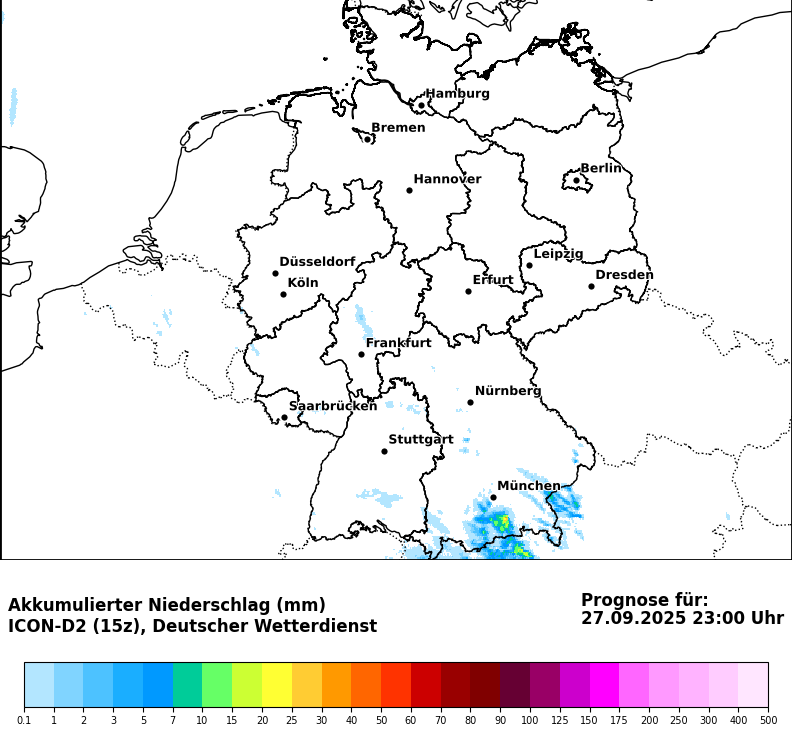 Hamburg
Bremen
Berlin
Hannover
Leipzig
Düsseldorf
Dresden
Erfurt
Köln
Frankfurt
Nürnberg
Saarbrücken
Stuttgart
München
Akkumulierter Niederschlag (mm)
ICON-D2 (15z), Deutscher Wetterdienst
Prognose für:
27.09.2025 23:00 Uhr
0.1 1 2 3 5 7 10 15 20 25 30 40 50 60 70 80 90 100 125 150 175 200 250 300 400 500